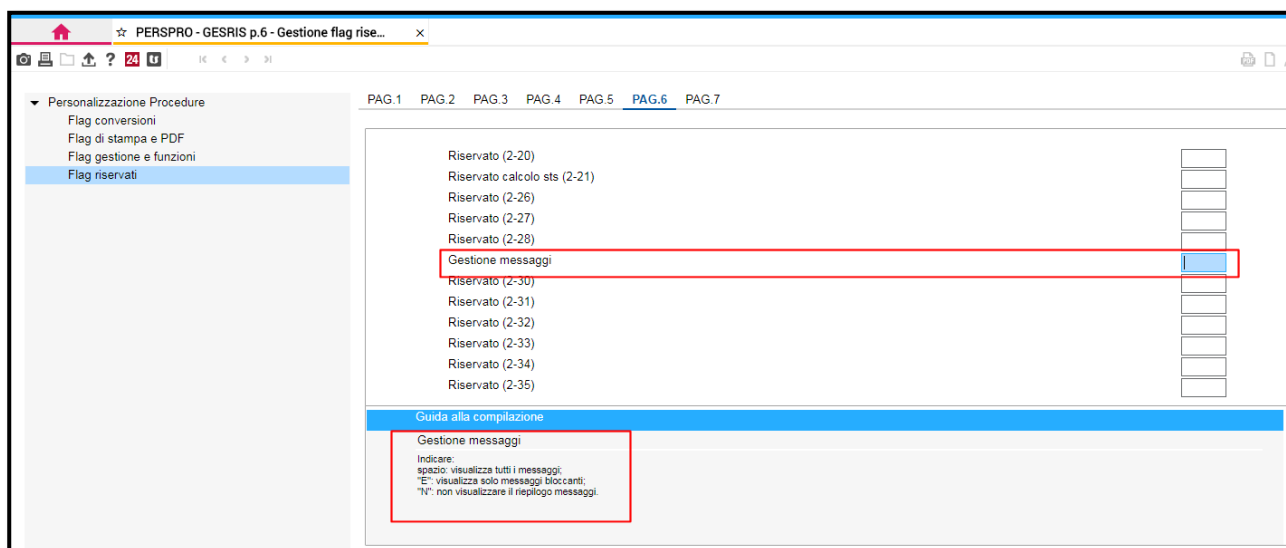 ☆ PERSPRO - GESRIS p.6 - Gestione flag rise... ×
? 24 U
Personalizzazione Procedure
Flag conversioni
Flag di stampa e PDF
Flag gestione e funzioni
Flag riservati
PAG.1 PAG.2 PAG.3 PAG.4 PAG.5 PAG.6 PAG.7
Riservato (2-20)
Riservato calcolo sts (2-21)
Riservato (2-26)
Riservato (2-27)
Riservato (2-28)
Gestione messaggi
Riservato (2-30)
Riservato (2-31)
Riservato (2-32)
Riservato (2-33)
Riservato (2-34)
Riservato (2-35)
Guida alla compilazione
Gestione messaggi
Indicare:
spazio: visualizza tutti i messaggi;
"E": visualizza solo messaggi bloccanti;
"N": non visualizzare il riepilogo messaggi.